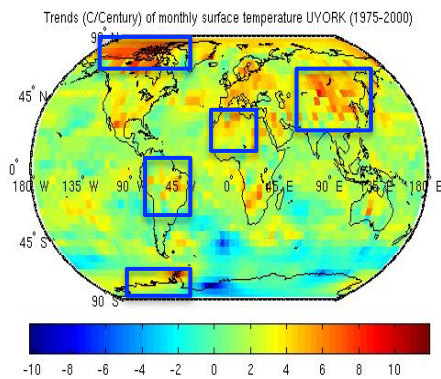 Trends (C/Century) of monthly surface temperature UYORK (1975-2000)
90° N
45° N
0°
180° W 135° W 90° W 45° W 0° E 45° E 90° E 135° E 180° E
45° S
90° S
-10 -8 -6 -4 -2 0 2 4 6 8 10